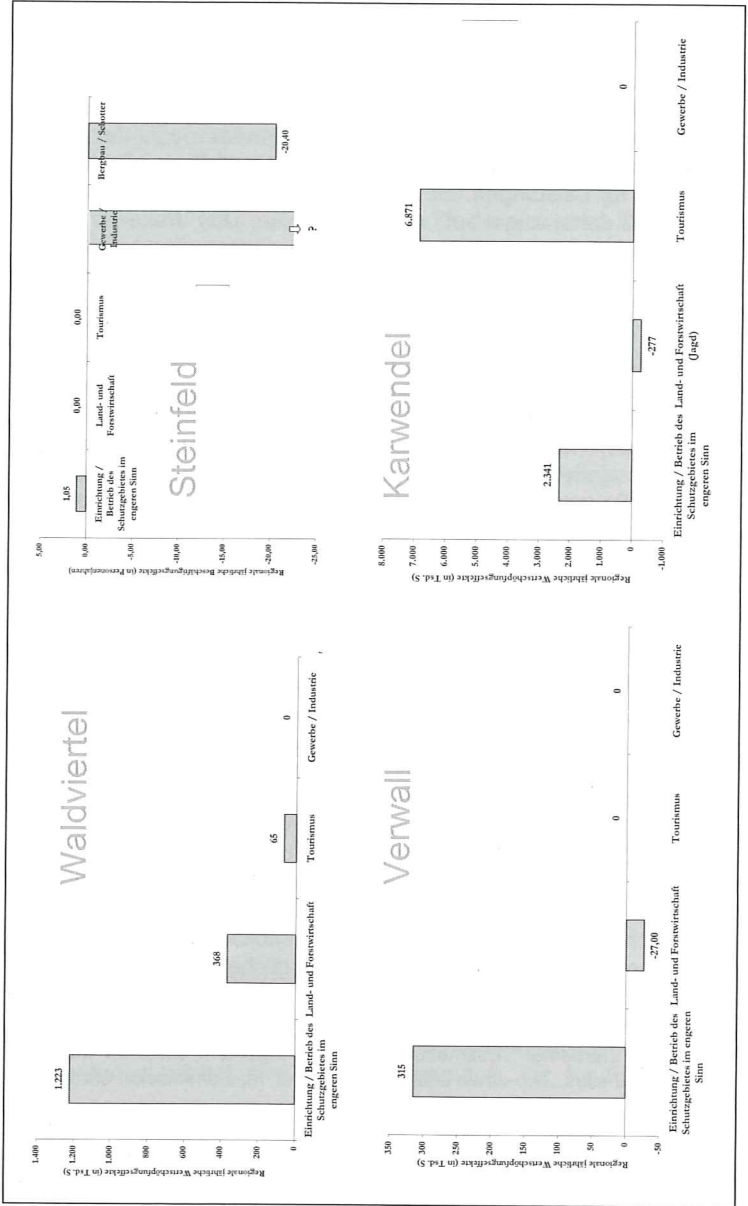 Waldviertel
Regionale jährliche Wertschöpfungseffekte (in Tsd. S)
1.400
1.200
1.000
800
600
400
200
0
1.223
368
65
0
Einrichtung / Betrieb des
Schutzgebietes im
engeren Sinn
Land- und Forstwirtschaft
Tourismus
Gewerbe / Industrie
Steinfeld
Regionale jährliche Beschäftigungseffekte (in Personenjahren)
5,00
0,00
-5,00
-10,00
-15,00
-20,00
-25,00
1,05
0,00
0,00
?
-20,40
Einrichtung /
Betrieb des
Schutzgebietes im
engeren Sinn
Land- und
Forstwirtschaft
Tourismus
Gewerbe /
Industrie
Bergbau / Schotter
Verwall
Regionale jährliche Wertschöpfungseffekte (in Tsd. S)
350
300
250
200
150
100
50
0
-50
315
-27,00
0
0
Einrichtung / Betrieb des
Schutzgebietes im engeren
Sinn
Land- und Forstwirtschaft
Tourismus
Gewerbe / Industrie
Karwendel
Regionale jährliche Wertschöpfungseffekte (in Tsd. S)
8.000
7.000
6.000
5.000
4.000
3.000
2.000
1.000
0
-1.000
2.341
-277
6.871
0
Einrichtung / Betrieb des
Schutzgebietes im
engeren Sinn
Land- und Forstwirtschaft
(Jagd)
Tourismus
Gewerbe / Industrie